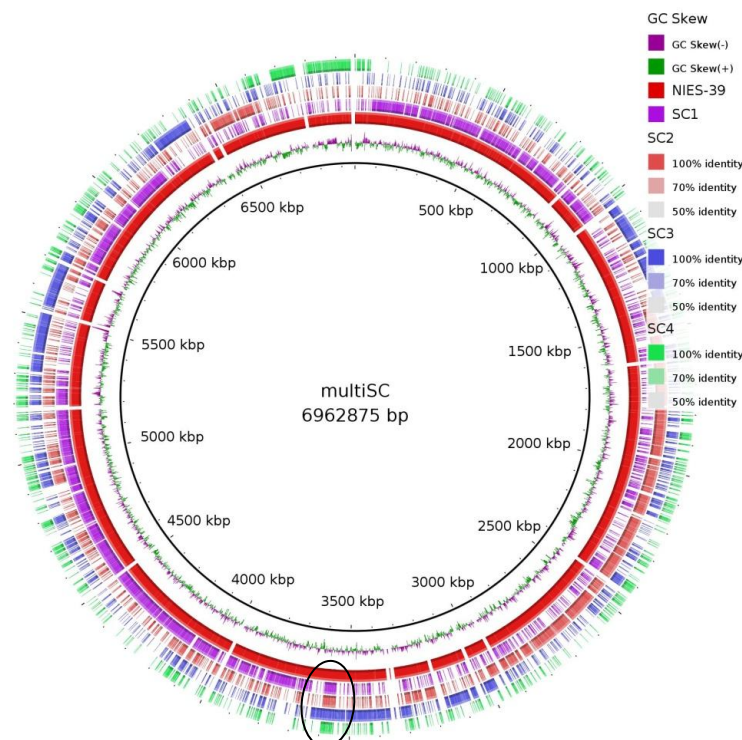 GC Skew
GC Skew(-)
GC Skew(+)
NIES-39
SC1
SC2
100% identity
70% identity
50% identity
SC3
100% identity
70% identity
50% identity
SC4
100% identity
70% identity
50% identity
500 kbp
1000 kbp
1500 kbp
2000 kbp
2500 kbp
3000 kbp
3500 kbp
4000 kbp
4500 kbp
5000 kbp
5500 kbp
6000 kbp
6500 kbp
multiSC
6962875 bp